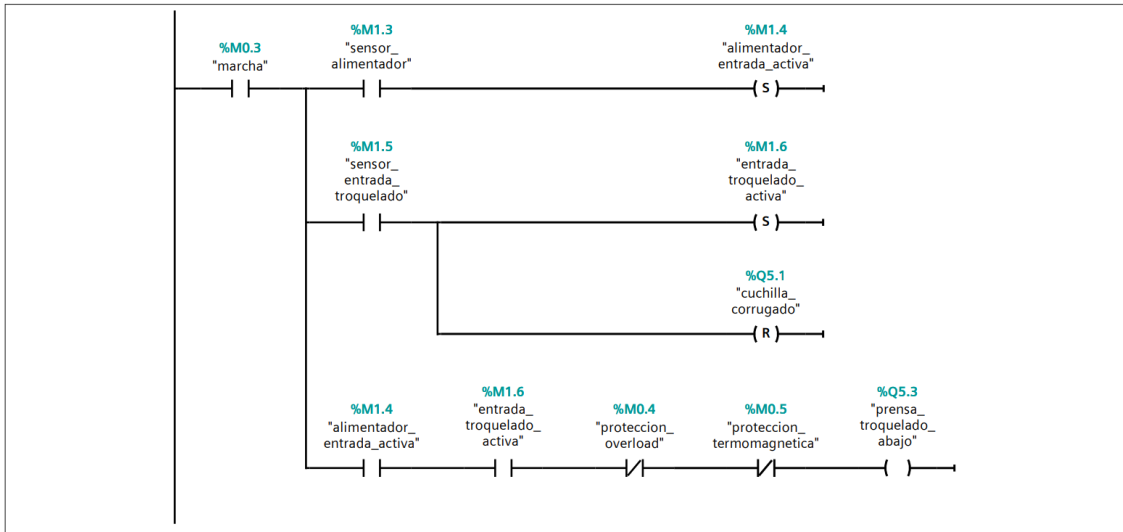 %M0.3
"marcha"
%M1.3
"sensor_
alimentador"
%M1.4
"alimentador_
entrada_activa"
S
%M1.5
"sensor_
entrada_
troquelado"
%M1.6
"entrada_
troquelado_
activa"
S
%Q5.1
"cuchilla_
corrugado"
R
%M1.4
"alimentador_
entrada_activa"
%M1.6
"entrada_
troquelado_
activa"
%M0.4
"proteccion_
overload"
%M0.5
"proteccion_
termomagnetica"
%Q5.3
"prensa_
troquelado_
abajo"